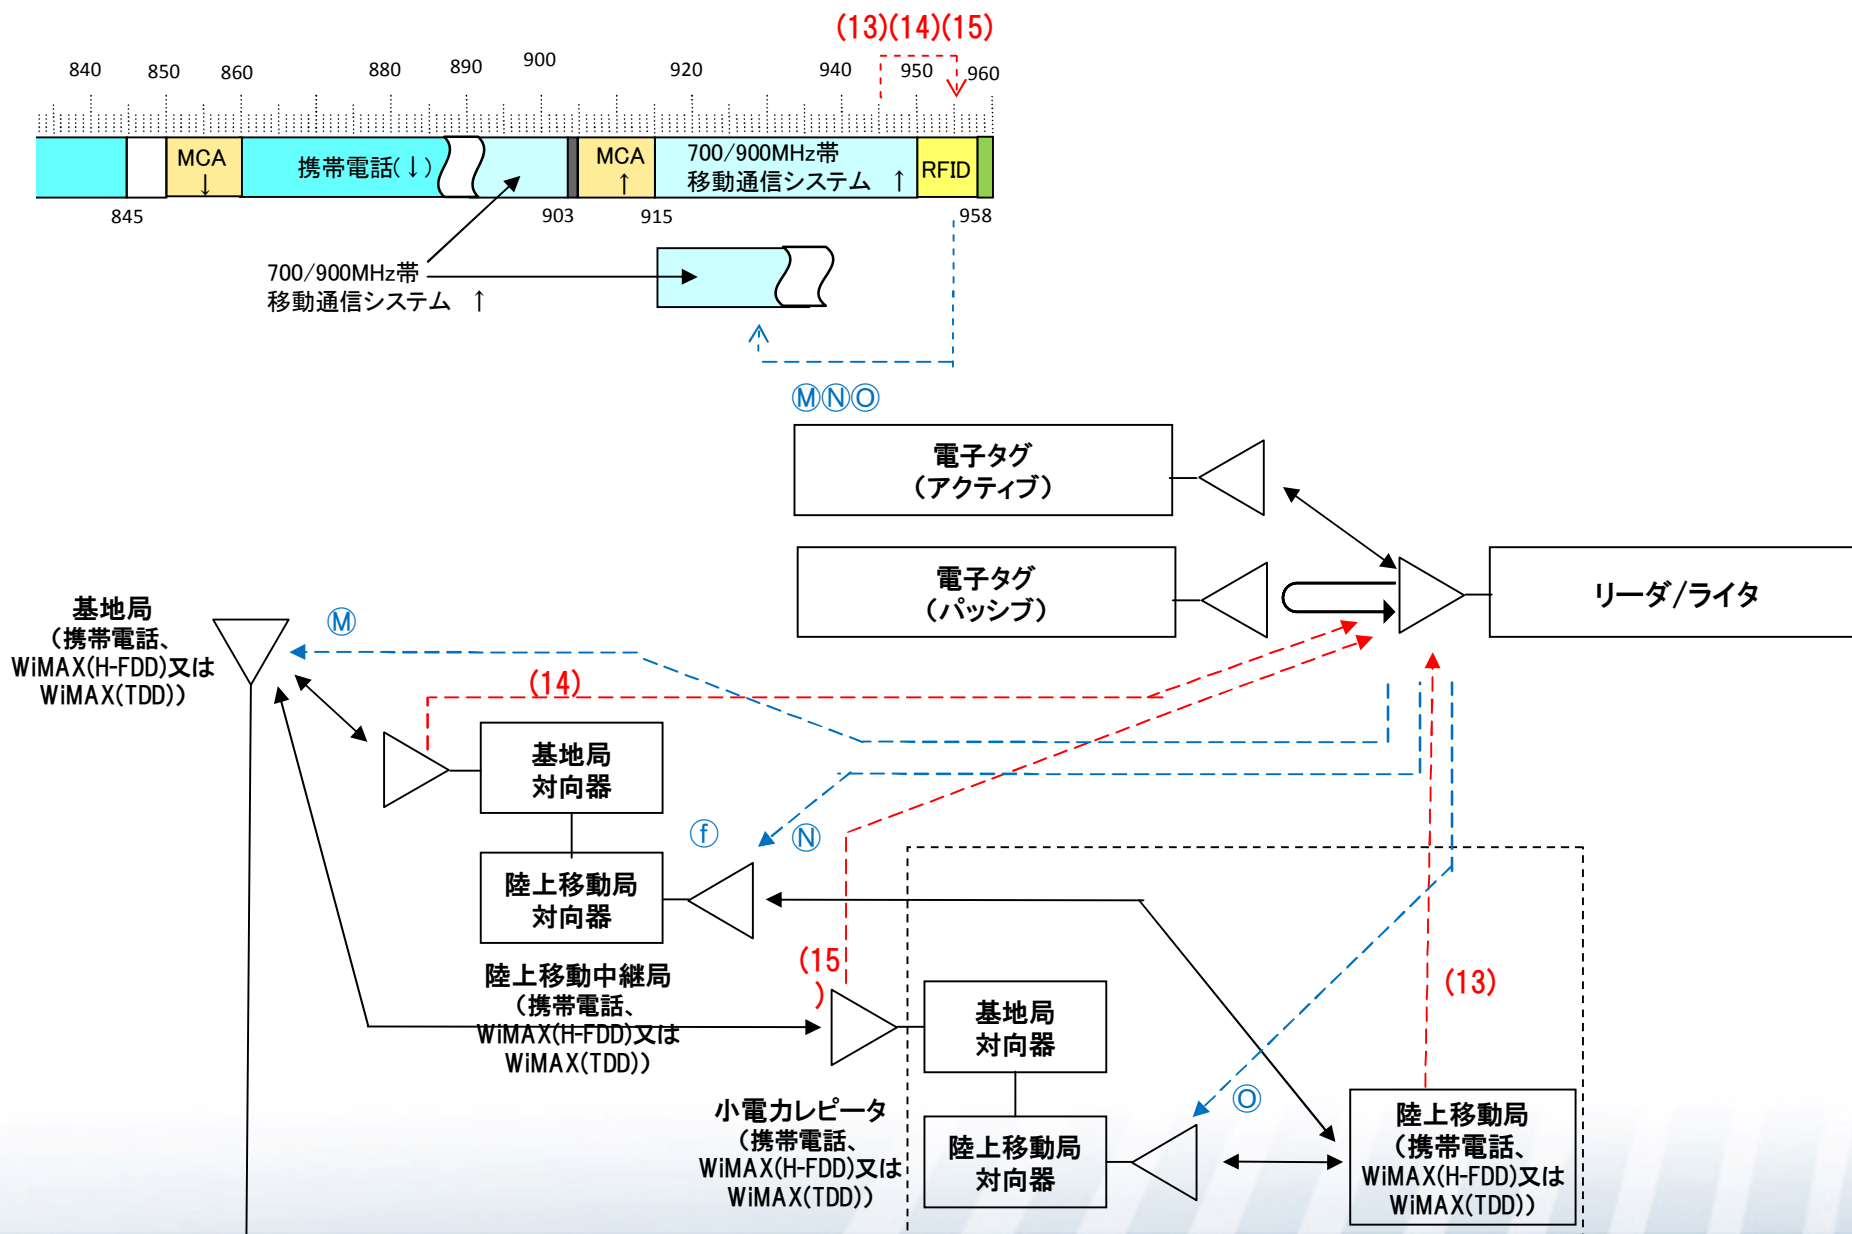 (13)(14)(15)
840 850 860 880 890 900 920 940 950 960
MCA
↓
携帯電話(↓)
MCA
↑
700/900MHz帯
移動通信システム ↑
RFID
845 903 915 958
700/900MHz帯
移動通信システム ↑
ⓂⓃⓄ
電子タグ
(アクティブ)
電子タグ
(パッシブ)
リーダ/ライタ
基地局
(携帯電話、
WiMAX(H-FDD)又は
WiMAX(TDD))
Ⓜ
(14)
基地局
対向器
ⓕ
Ⓝ
陸上移動局
対向器
陸上移動中継局
(携帯電話、
WiMAX(H-FDD)又は
WiMAX(TDD))
(15
)
(13)
基地局
対向器
小電力レピータ
(携帯電話、
WiMAX(H-FDD)又は
WiMAX(TDD))
陸上移動局
対向器
Ⓞ
陸上移動局
(携帯電話、
WiMAX(H-FDD)又は
WiMAX(TDD))